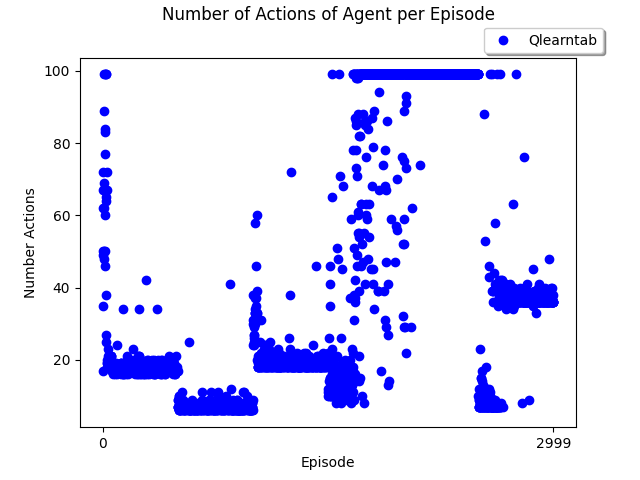 Number of Actions of Agent per Episode
Qlearntab
100
80
60
40
20
Number Actions
0 2999
Episode